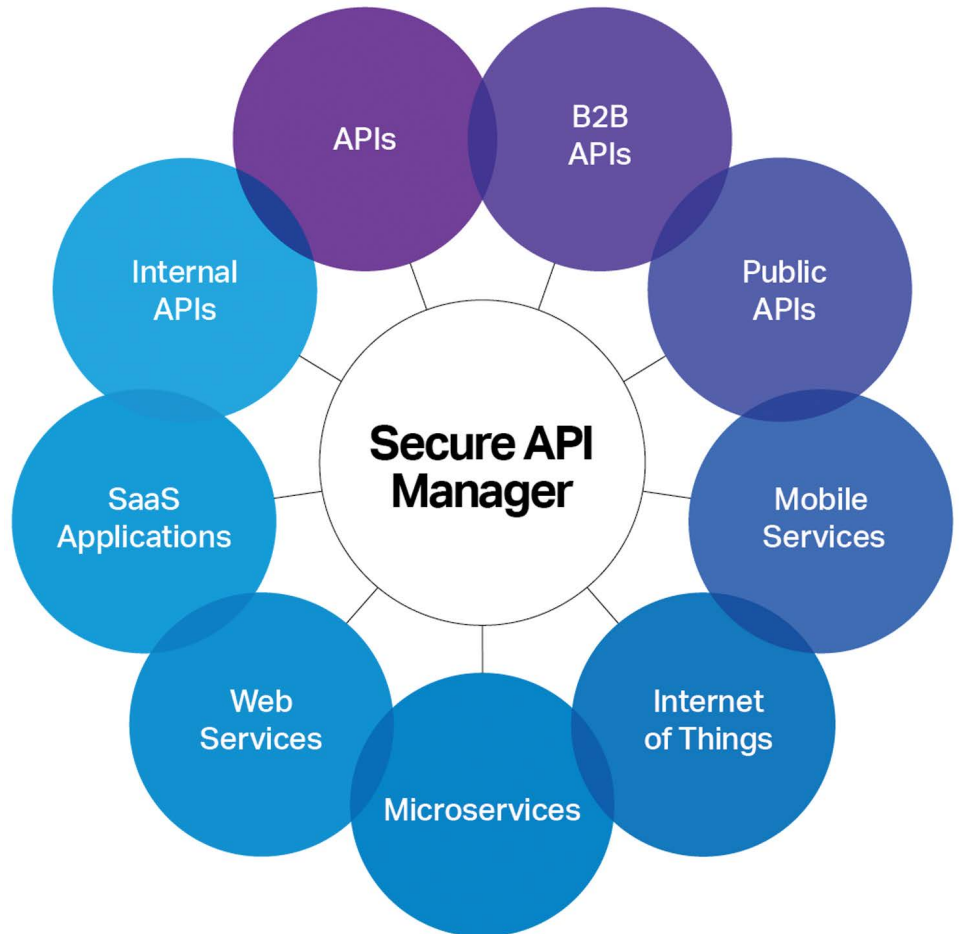 APIs
B2B
APIs
Public
APIs
Mobile
Services
Internet
of Things
Microservices
Web
Services
SaaS
Applications
Internal
APIs
Secure API
Manager